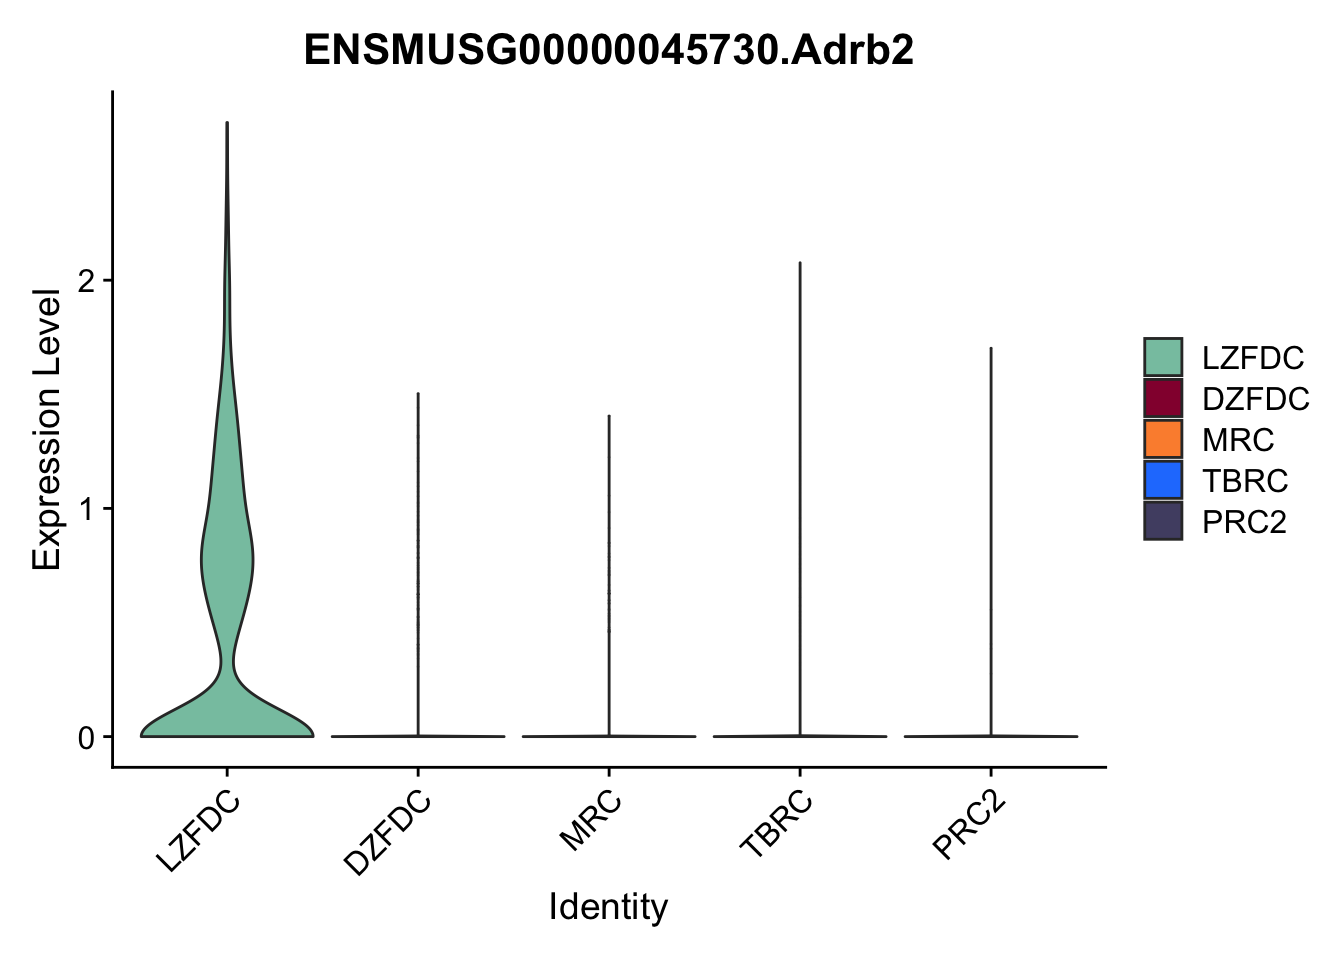 ENSMUSG00000045730.Adrb2
Expression Level
2
1
0
LZFDC
DZFDC
MRC
TBRC
PRC2
Identity
LZFDC
DZFDC
MRC
TBRC
PRC2